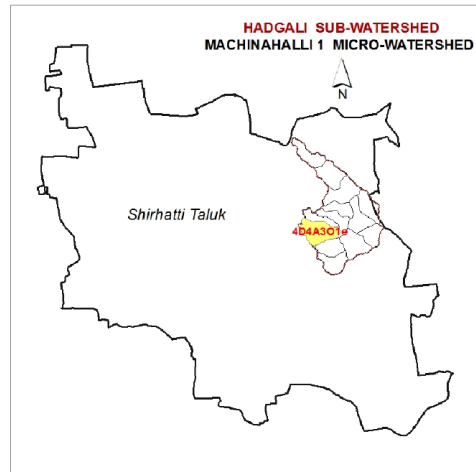 HADGALI SUB-WATERSHED
MACHINAHALLI 1 MICRO-WATERSHED
N
Shirhatti Taluk
4D4A3O1e